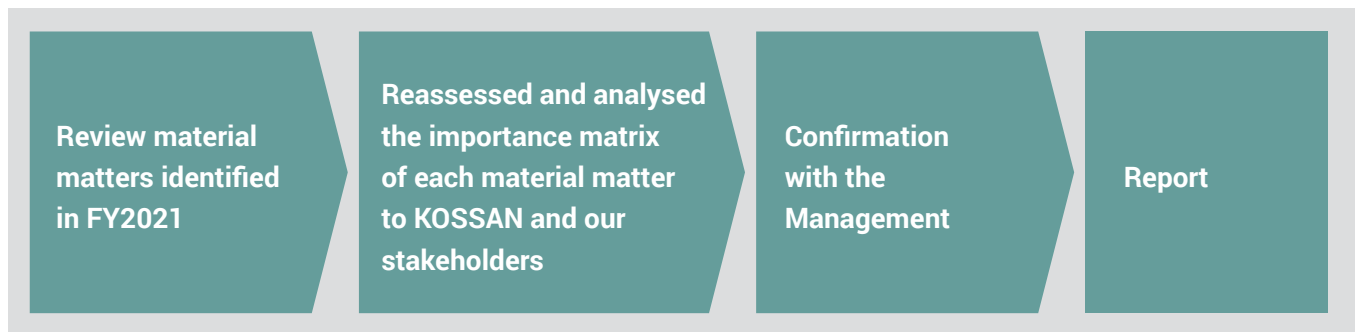 Review material
matters identified
in FY2021
Reassessed and analysed
the importance matrix
of each material matter
to KOSSAN and our
stakeholders
Confirmation
with the
Management
Report